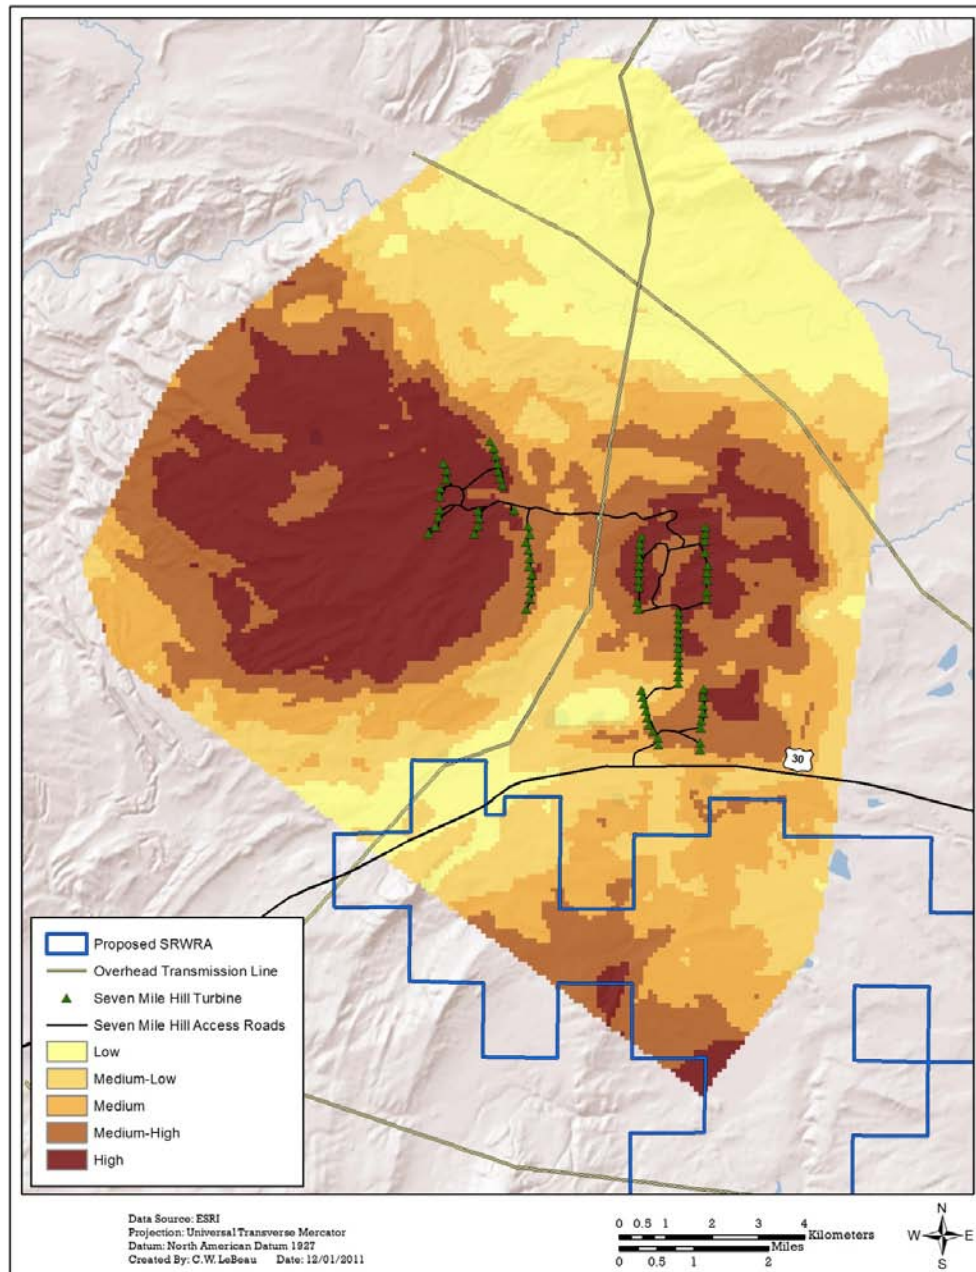 30
Proposed SRWRA
Overhead Transmission Line
Seven Mile Hill Turbine
Seven Mile Hill Access Roads
Low
Medium-Low
Medium
Medium-High
High
Data Source: ESRI
Projection: Universal Transverse Mercator
Datum: North American Datum 1927
Created By: C.W. LeBeau Date: 12/01/2011
0 0.5 1 2 3 4
Kilometers
Miles
0 0.5 1 2
N
W E
S